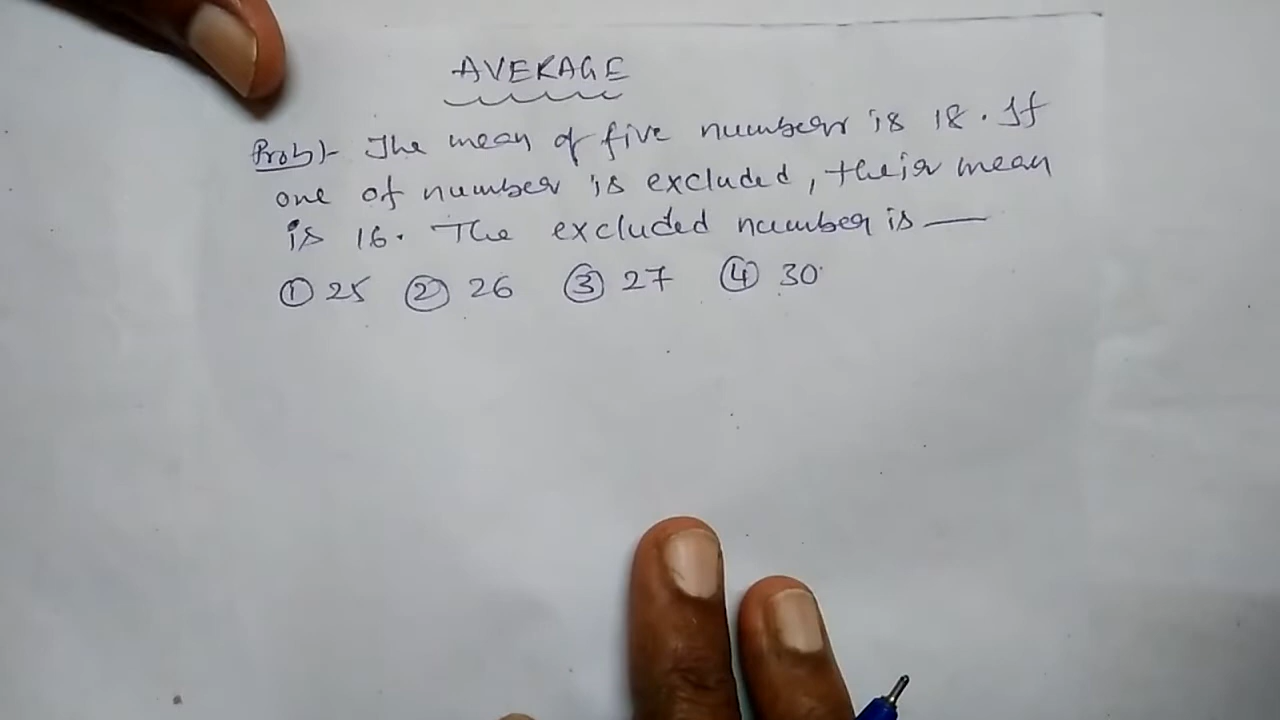 AVERAGE
Prob)- The mean of five numbers is 18. If
one of number is excluded, their mean
is 16. The excluded number is —
① 25 ② 26 ③ 27 ④ 30